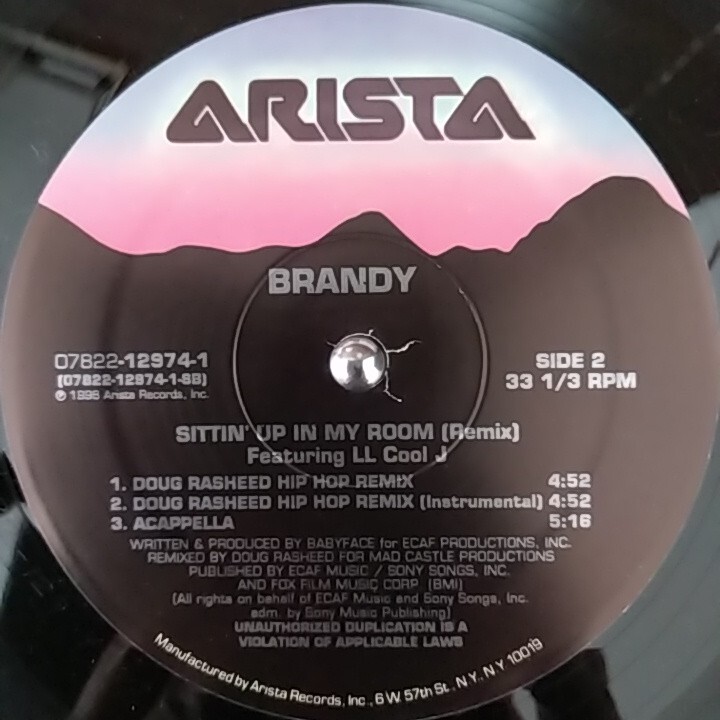 ARISTA
BRANDY
07822-12974-1
(07822-12974-1-SB)
℗ 1996 Arista Records, Inc.
SIDE 2
33 1/3 RPM
SITTIN' UP IN MY ROOM (Remix)
Featuring LL Cool J
1. DOUG RASHEED HIP HOP REMIX 4:52
2. DOUG RASHEED HIP HOP REMIX (Instrumental) 4:52
3. ACAPPELLA 5:16
WRITTEN & PRODUCED BY BABYFACE for ECAF PRODUCTIONS, INC.
REMIXED BY DOUG RASHEED FOR MAD CASTLE PRODUCTIONS
PUBLISHED BY ECAF MUSIC / SONY SONGS, INC.
AND FOX FILM MUSIC CORP. (BMI)
(All rights on behalf of ECAF Music and Sony Songs, Inc.
adm. by Sony Music Publishing)
UNAUTHORIZED DUPLICATION IS A
VIOLATION OF APPLICABLE LAWS
Manufactured by Arista Records, Inc., 6 W. 57th St., N.Y., N.Y. 10019